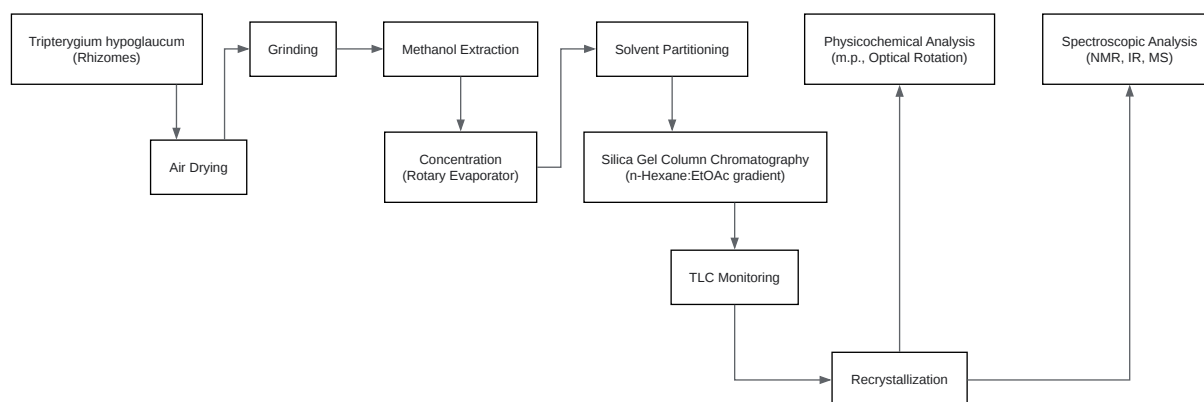 Tripterygium hypoglaucum
(Rhizomes)
Air Drying
Grinding
Methanol Extraction
Concentration
(Rotary Evaporator)
Solvent Partitioning
Silica Gel Column Chromatography
(n-Hexane:EtOAc gradient)
TLC Monitoring
Recrystallization
Physicochemical Analysis
(m.p., Optical Rotation)
Spectroscopic Analysis
(NMR, IR, MS)